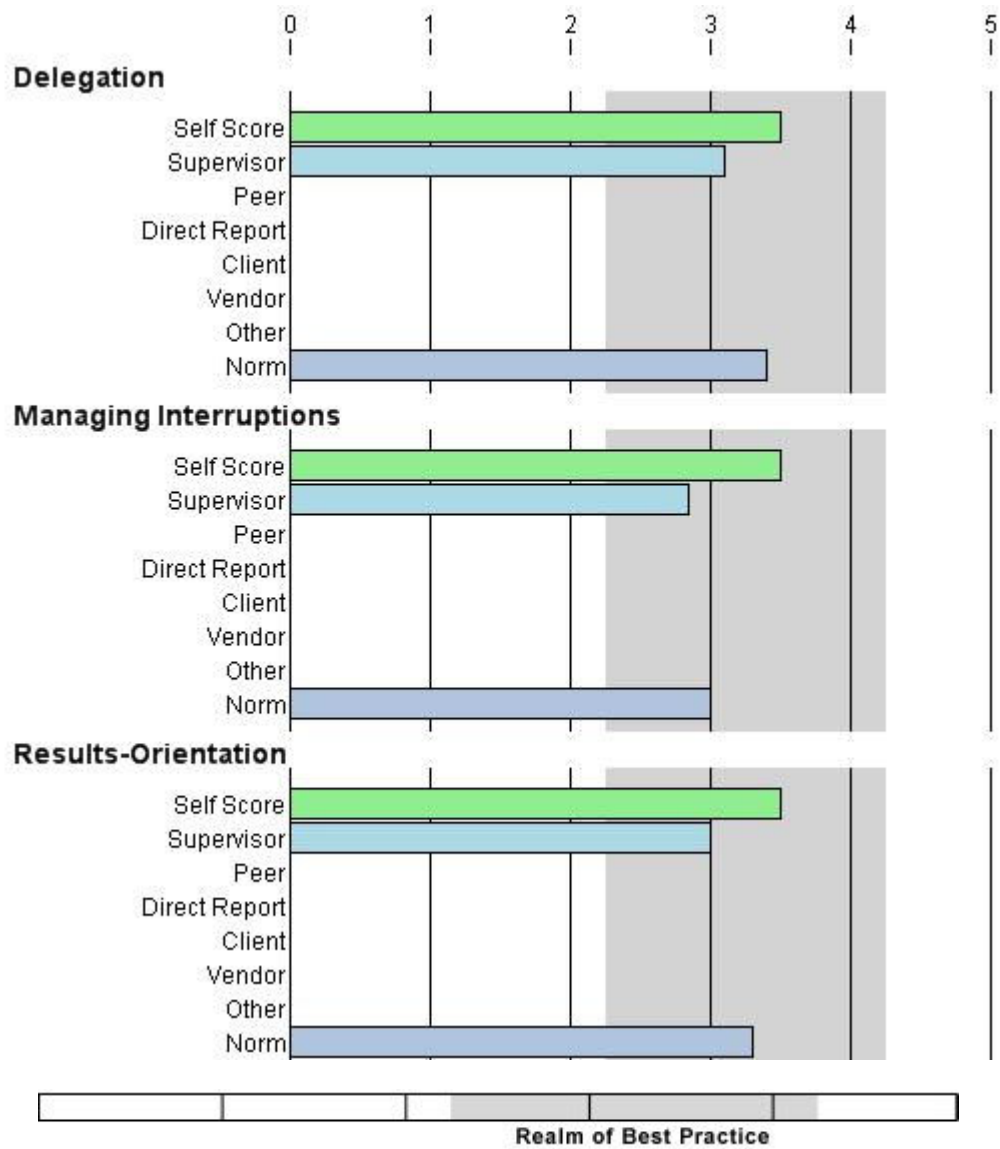 0 1 2 3 4 5
Delegation
Self Score
Supervisor
Peer
Direct Report
Client
Vendor
Other
Norm
Managing Interruptions
Self Score
Supervisor
Peer
Direct Report
Client
Vendor
Other
Norm
Results-Orientation
Self Score
Supervisor
Peer
Direct Report
Client
Vendor
Other
Norm
Realm of Best Practice